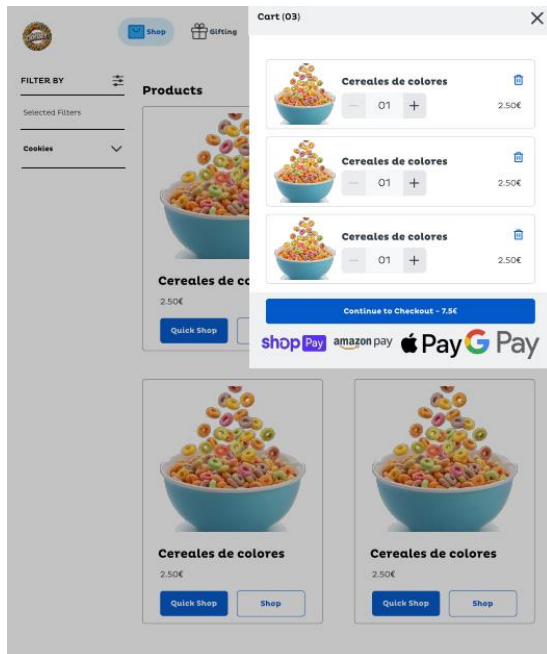 Shop
Gifting
FILTER BY
Selected Filters
Cookies
Products
Cereales de c
2.50€
Quick Shop
Cart (03)
Cereales de colores
01
2.50€
Cereales de colores
01
2.50€
Cereales de colores
01
2.50€
Continue to Checkout - 7.5€
shop Pay amazon pay Pay G Pay
Cereales de colores
2.50€
Quick Shop
Shop
Cereales de colores
2.50€
Quick Shop
Shop